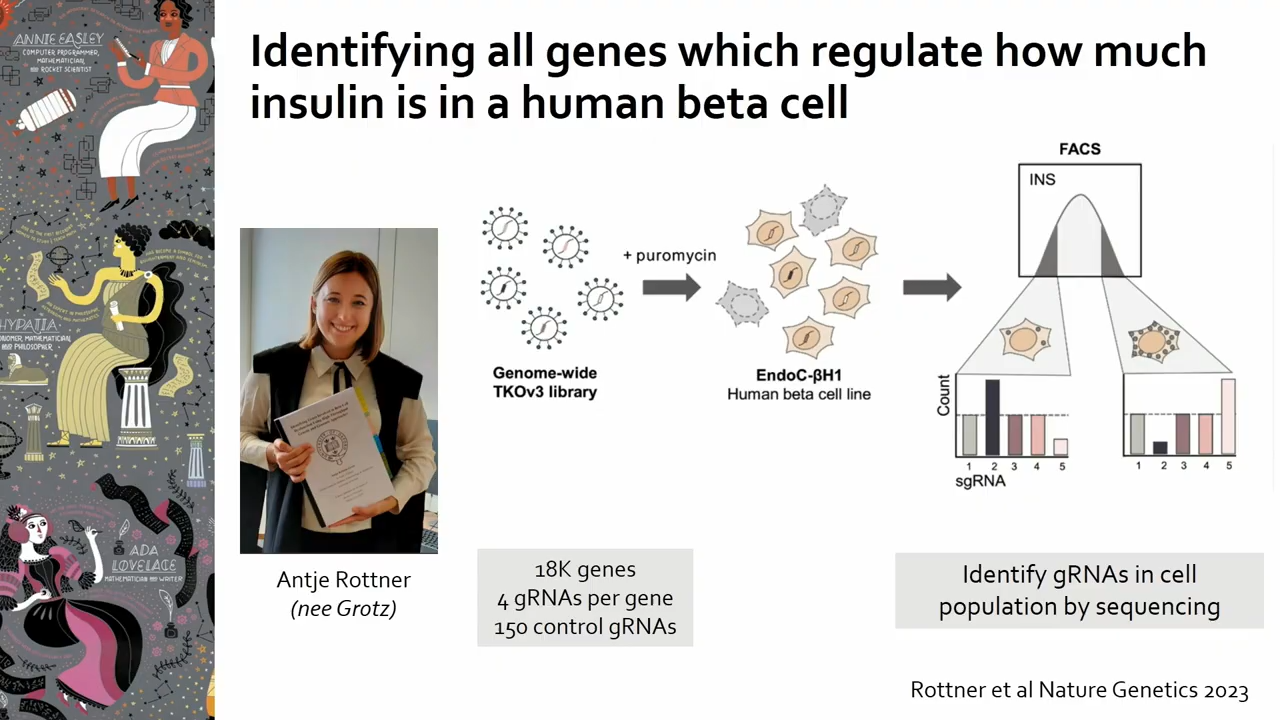 Identifying all genes which regulate how much
insulin is in a human beta cell
ANNIE EASLEY
COMPUTER PROGRAMMER,
MATHEMATICIAN,
AND ROCKET SCIENTIST
HYPATIA
MATHEMATICIAN
AND PHILOSOPHER
ADA
LOVELACE
MATHEMATICIAN AND WRITER
Antje Rottner
(nee Grotz)
Genome-wide
TKOv3 library
+ puromycin
EndoC-βH1
Human beta cell line
FACS
INS
Count
1 2 3 4 5
sgRNA
1 2 3 4 5
18K genes
4 gRNAs per gene
150 control gRNAs
Identify gRNAs in cell
population by sequencing
Rottner et al Nature Genetics 2023